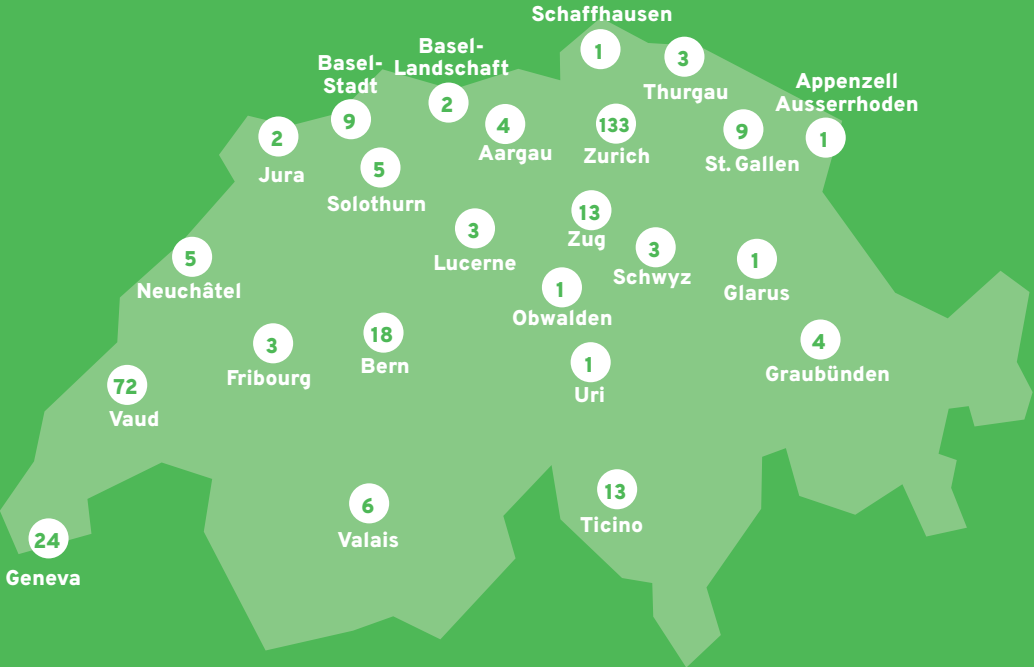 Schaffhausen
1
Basel-
Landschaft
2
Basel-
Stadt
9
3
Thurgau
Appenzell
Ausserrhoden
1
2
Jura
4
Aargau
133
Zurich
9
St. Gallen
5
Solothurn
13
Zug
3
Lucerne
3
Schwyz
1
Glarus
5
Neuchâtel
1
Obwalden
3
Fribourg
18
Bern
1
Uri
4
Graubünden
72
Vaud
6
Valais
13
Ticino
24
Geneva